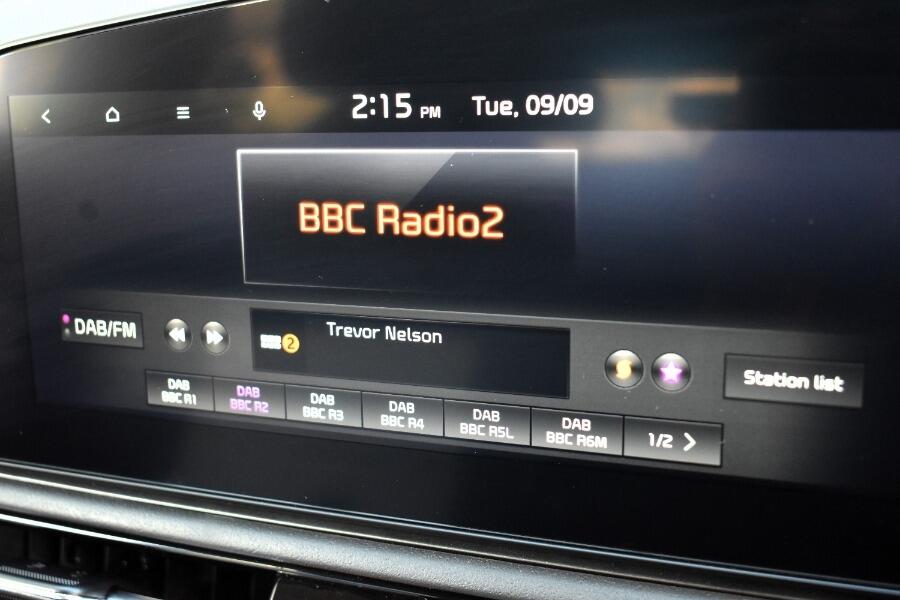 2:15 PM Tue, 09/09
BBC Radio2
DAB/FM
2
Trevor Nelson
Station list
DAB
BBC R1
DAB
BBC R2
DAB
BBC R3
DAB
BBC R4
DAB
BBC R5L
DAB
BBC R6M
1/2